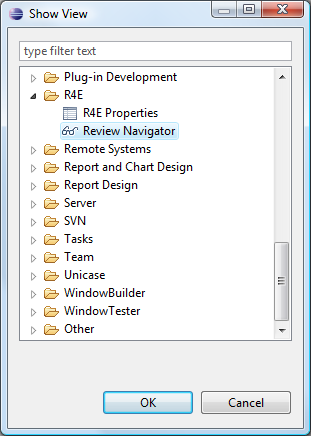 Show View
type filter text
Plug-in Development
R4E
R4E Properties
Review Navigator
Remote Systems
Report and Chart Design
Report Design
Server
SVN
Tasks
Team
Unicase
WindowBuilder
WindowTester
Other
OK
Cancel